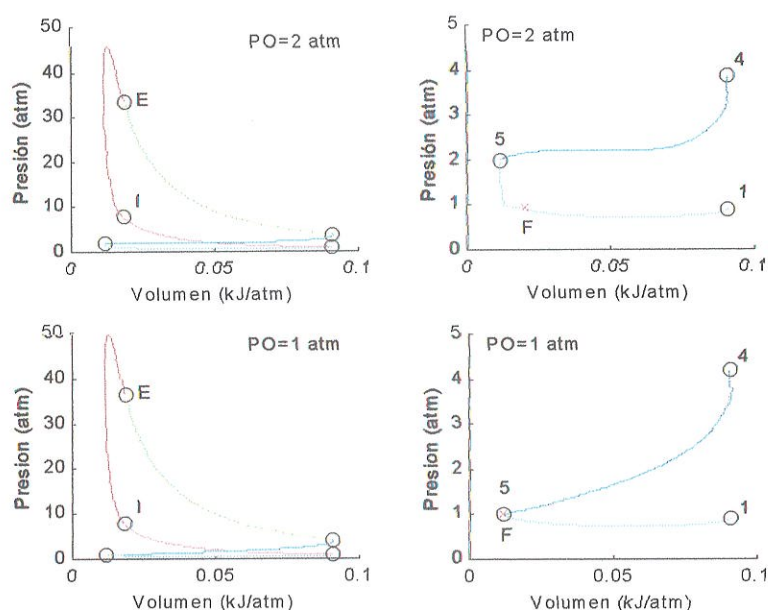 PO=2 atm
50
40
30
20
10
0
E
I
0
0.05
0.1
Presión (atm)
Volumen (kJ/atm)
PO=2 atm
5
4
3
2
1
0
4
5
F
1
0
0.05
0.1
Presión (atm)
Volumen (kJ/atm)
PO=1 atm
50
40
30
20
10
0
E
I
0
0.05
0.1
Presion (atm)
Volumen (kJ/atm)
PO=1 atm
5
4
3
2
1
0
4
5
F
1
0
0.05
0.1
Presión (atm)
Volumen (kJ/atm)